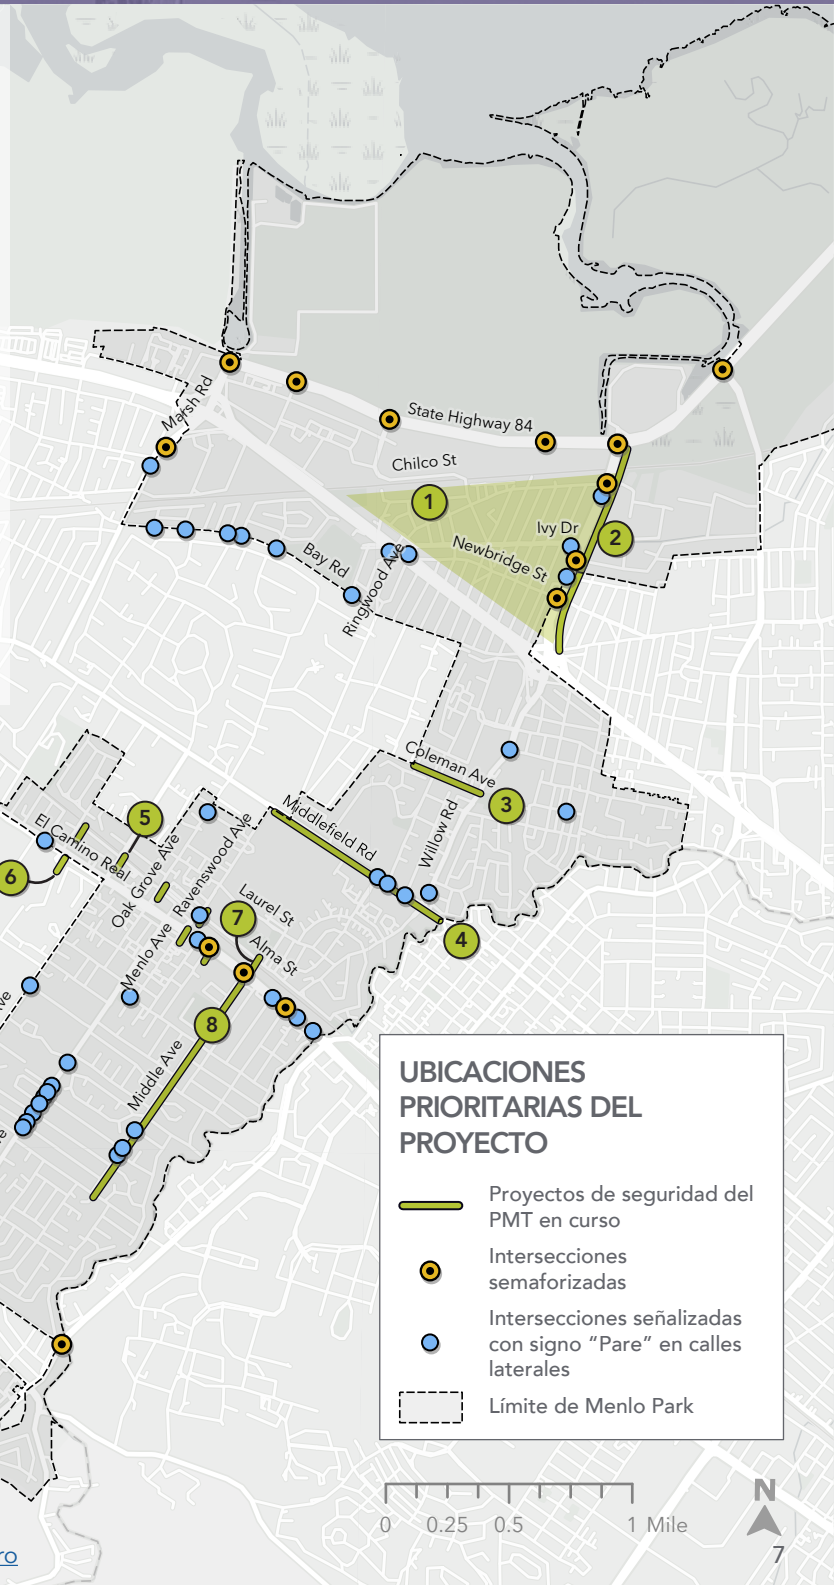 Marsh Rd
State Highway 84
Chilco St
1
Ivy Dr
2
Newbridge St
Bay Rd
Ringwood Ave
Coleman Ave
3
5
El Camino Real
Middlefield Rd
Willow Rd
6
Oak Grove Ave
Ravenswood Ave
Laurel St
7
4
Menlo Ave
Alma St
8
Middle Ave
ve
e
UBICACIONES
PRIORITARIAS DEL
PROYECTO
Proyectos de seguridad del
PMT en curso
Intersecciones
semaforizadas
Intersecciones señalizadas
con signo “Pare” en calles
laterales
Límite de Menlo Park
0 0.25 0.5 1 Mile
N
ro
7